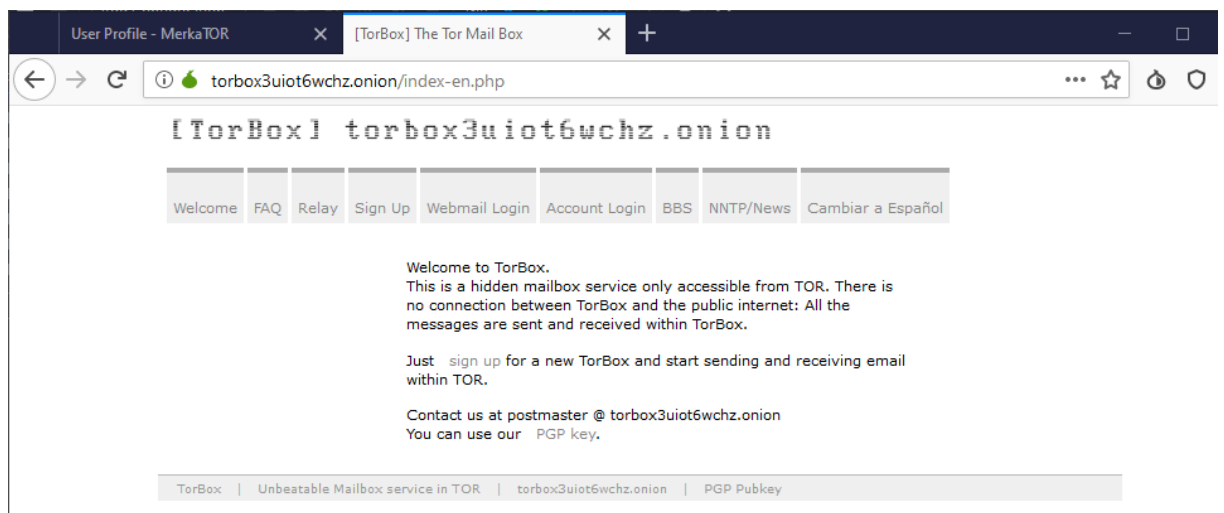 User Profile - MerkaTOR
[TorBox] The Tor Mail Box
torbox3uiot6wchz.onion/index-en.php
[TorBox] torbox3uiot6wchz.onion
Welcome FAQ Relay Sign Up Webmail Login Account Login BBS NNTP/News Cambiar a Español
Welcome to TorBox.
This is a hidden mailbox service only accessible from TOR. There is
no connection between TorBox and the public internet: All the
messages are sent and received within TorBox.
Just sign up for a new TorBox and start sending and receiving email
within TOR.
Contact us at postmaster @ torbox3uiot6wchz.onion
You can use our PGP key.
TorBox | Unbeatable Mailbox service in TOR | torbox3uiot6wchz.onion | PGP Pubkey